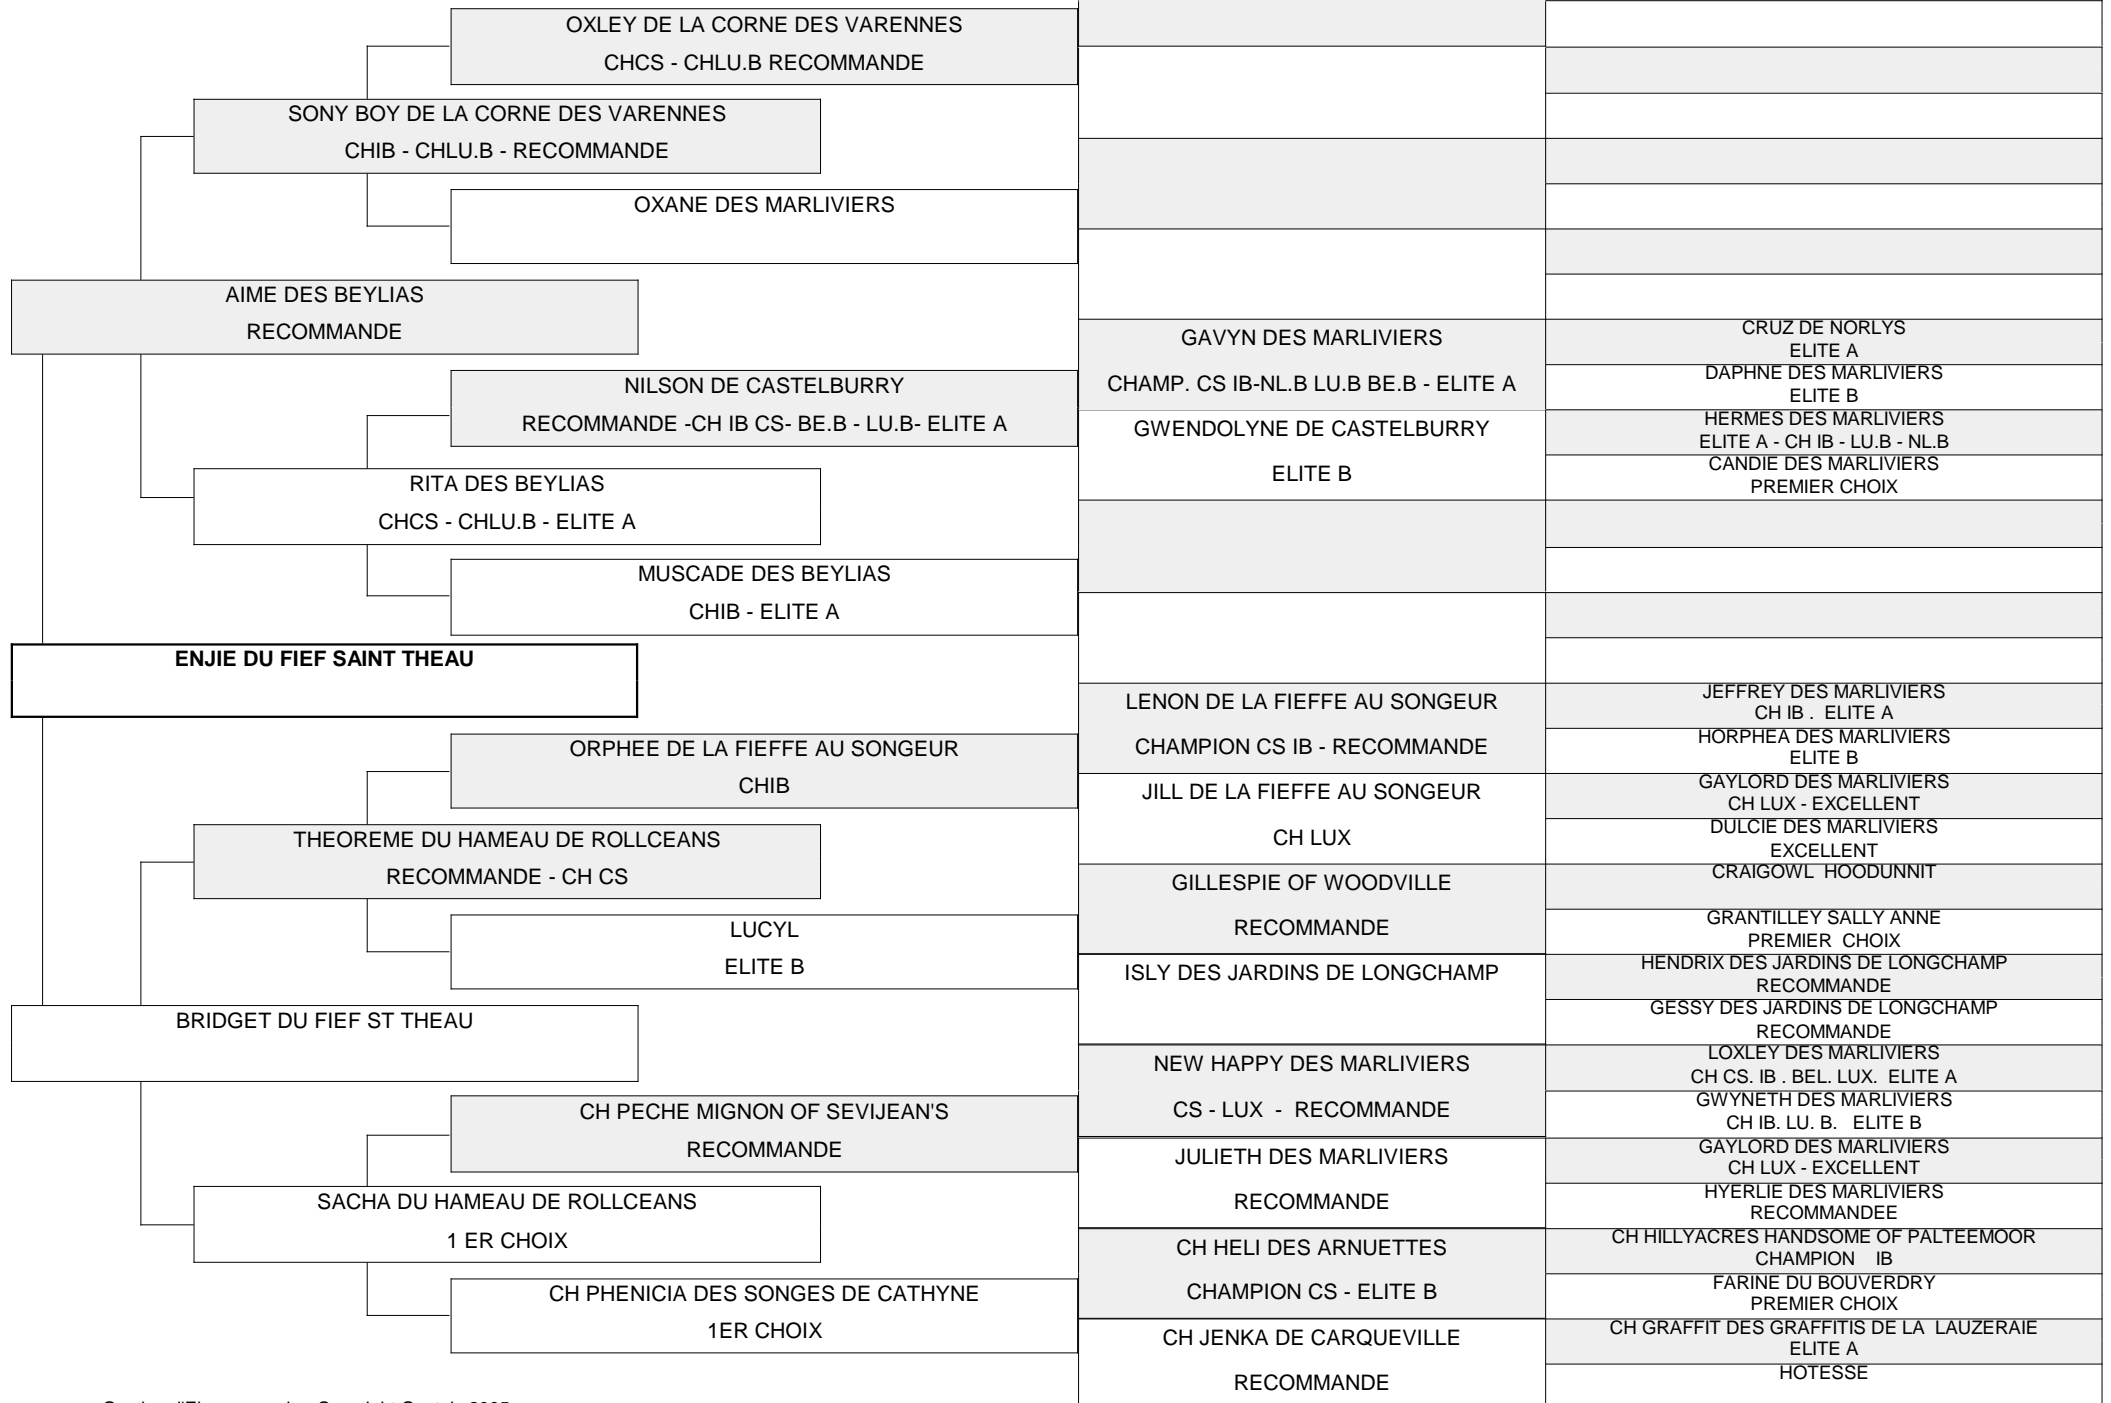 OXLEY DE LA CORNE DES VARENNES
CHCS - CHLU.B RECOMMANDE
SONY BOY DE LA CORNE DES VARENNES
CHIB - CHLU.B - RECOMMANDE
OXANE DES MARLIVIERS
AIME DES BEYLIAS
RECOMMANDE
NILSON DE CASTELBURRY
RECOMMANDE -CH IB CS- BE.B - LU.B- ELITE A
RITA DES BEYLIAS
CHCS - CHLU.B - ELITE A
MUSCADE DES BEYLIAS
CHIB - ELITE A
ENJIE DU FIEF SAINT THEAU
ORPHEE DE LA FIEFFE AU SONGEUR
CHIB
THEOREME DU HAMEAU DE ROLLCEANS
RECOMMANDE - CH CS
LUCYL
ELITE B
BRIDGET DU FIEF ST THEAU
CH PECHE MIGNON OF SEVIJEAN'S
RECOMMANDE
SACHA DU HAMEAU DE ROLLCEANS
1 ER CHOIX
CH PHENICIA DES SONGES DE CATHYNE
1ER CHOIX
GAVYN DES MARLIVIERS
CHAMP. CS IB-NL.B LU.B BE.B - ELITE A
GWENDOLYNE DE CASTELBURRY
ELITE B
LENON DE LA FIEFFE AU SONGEUR
CHAMPION CS IB - RECOMMANDE
JILL DE LA FIEFFE AU SONGEUR
CH LUX
GILLESPIE OF WOODVILLE
RECOMMANDE
ISLY DES JARDINS DE LONGCHAMP
NEW HAPPY DES MARLIVIERS
CS - LUX - RECOMMANDE
JULIETH DES MARLIVIERS
RECOMMANDE
CH HELI DES ARNUETTES
CHAMPION CS - ELITE B
CH JENKA DE CARQUEVILLE
RECOMMANDE
CRUZ DE NORLYS
ELITE A
DAPHNE DES MARLIVIERS
ELITE B
HERMES DES MARLIVIERS
ELITE A - CH IB - LU.B - NL.B
CANDIE DES MARLIVIERS
PREMIER CHOIX
JEFFREY DES MARLIVIERS
CH IB . ELITE A
HORPHEA DES MARLIVIERS
ELITE B
GAYLORD DES MARLIVIERS
CH LUX - EXCELLENT
DULCIE DES MARLIVIERS
EXCELLENT
CRAIGOWL HOODUNNIT
GRANTILLEY SALLY ANNE
PREMIER CHOIX
HENDRIX DES JARDINS DE LONGCHAMP
RECOMMANDE
GESSY DES JARDINS DE LONGCHAMP
RECOMMANDE
LOXLEY DES MARLIVIERS
CH CS. IB . BEL. LUX. ELITE A
GWYNETH DES MARLIVIERS
CH IB. LU. B. ELITE B
GAYLORD DES MARLIVIERS
CH LUX - EXCELLENT
HYERLIE DES MARLIVIERS
RECOMMANDEE
CH HILLYACRES HANDSOME OF PALTEEMOOR
CHAMPION IB
FARINE DU BOUVERDRY
PREMIER CHOIX
CH GRAFFIT DES GRAFFITIS DE LA LAUZERAIE
ELITE A
HOTESSE